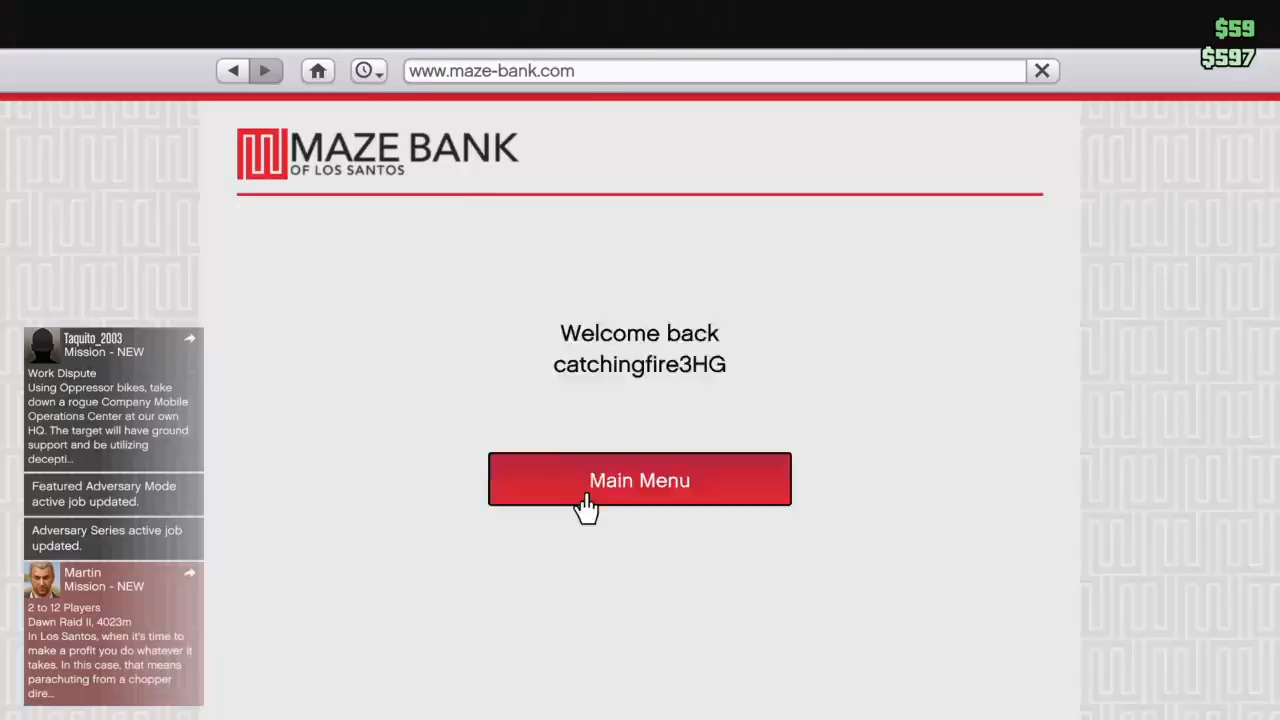 $59
$597
www.maze-bank.com
MAZE BANK
OF LOS SANTOS
Welcome back
catchingfire3HG
Main Menu
Taquito_2003
Mission - NEW
Work Dispute
Using Oppressor bikes, take
down a rogue Company Mobile
Operations Center at our own
HQ. The target will have ground
support and be utilizing
decepti...
Featured Adversary Mode
active job updated.
Adversary Series active job
updated.
Martin
Mission - NEW
2 to 12 Players
Dawn Raid II, 4023m
In Los Santos, when it's time to
make a profit you do whatever it
takes. In this case, that means
parachuting from a chopper
dire...